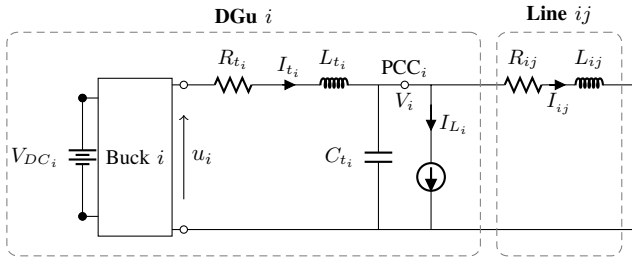 DGu i
Line ij
R_{t_i}
I_{t_i}
L_{t_i}
PCC_i
V_i
R_{ij}
I_{ij}
L_{ij}
V_{DC_i}
Buck i
u_i
C_{t_i}
I_{L_i}